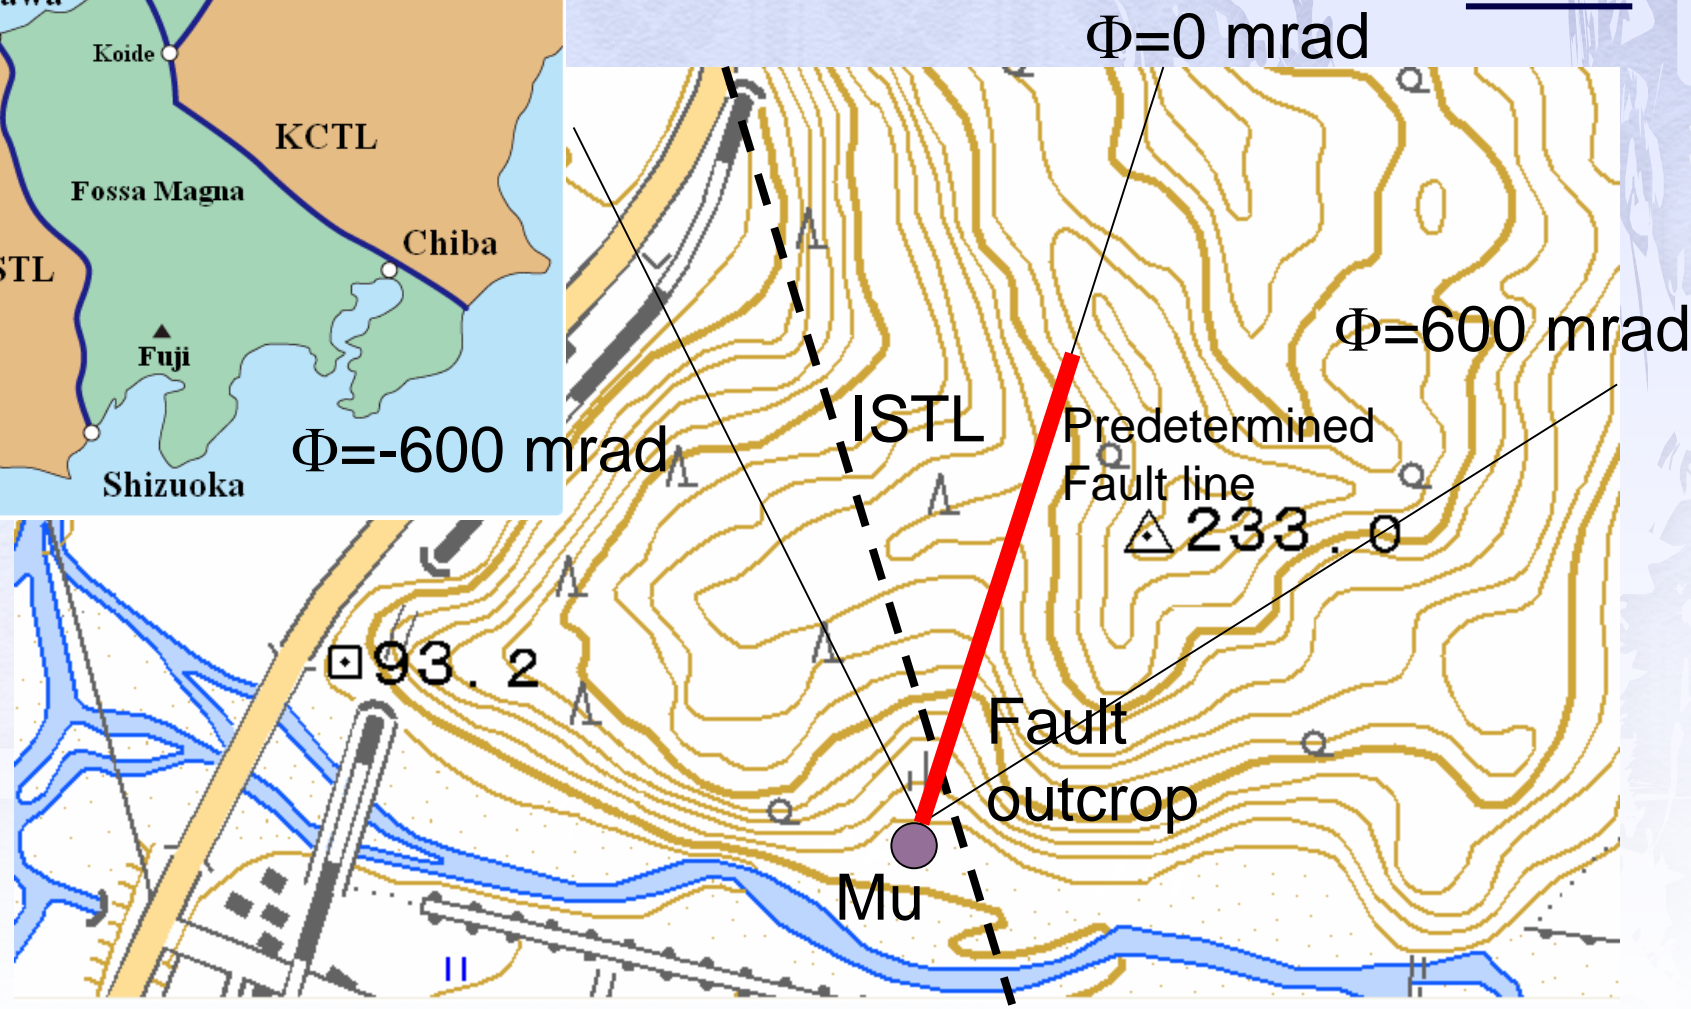 Koide
KCTL
Fossa Magna
Chiba
STL
Fuji
Shizuoka
Φ=0 mrad
Φ=600 mrad
Φ=-600 mrad
ISTL
Predetermined
Fault line
233.0
93.2
Fault
outcrop
Mu